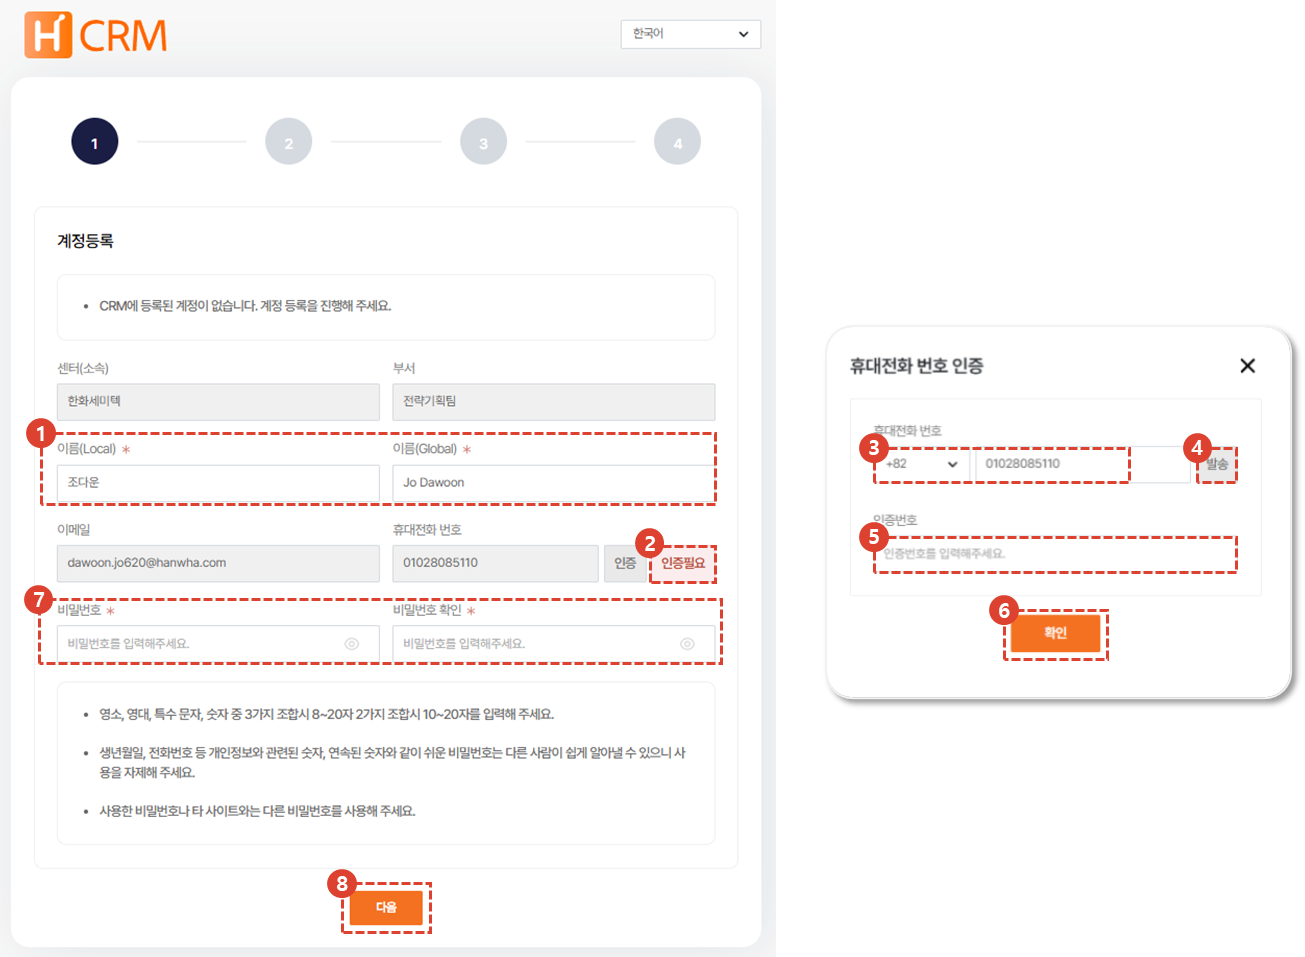 H CRM
한국어
1
2
3
4
계정등록
CRM에 등록된 계정이 없습니다. 계정 등록을 진행해 주세요.
센터(소속)
부서
한화세미텍
전략기획팀
1
이름(Local) *
이름(Global) *
조다운
Jo Dawoon
이메일
휴대전화 번호
2
dawoon.jo620@hanwha.com
01028085110
인증
인증필요
7
비밀번호 *
비밀번호 확인 *
비밀번호를 입력해주세요.
비밀번호를 입력해주세요.
영소, 영대, 특수 문자, 숫자 중 3가지 조합시 8~20자 2가지 조합시 10~20자를 입력해 주세요.
생년월일, 전화번호 등 개인정보와 관련된 숫자, 연속된 숫자와 같이 쉬운 비밀번호는 다른 사람이 쉽게 알아낼 수 있으니 사
용을 자제해 주세요.
사용한 비밀번호나 타 사이트와는 다른 비밀번호를 사용해 주세요.
8
다음
휴대전화 번호 인증
휴대전화 번호
3
+82
01028085110
4
발송
인증번호
5
인증번호를 입력해주세요.
6
확인